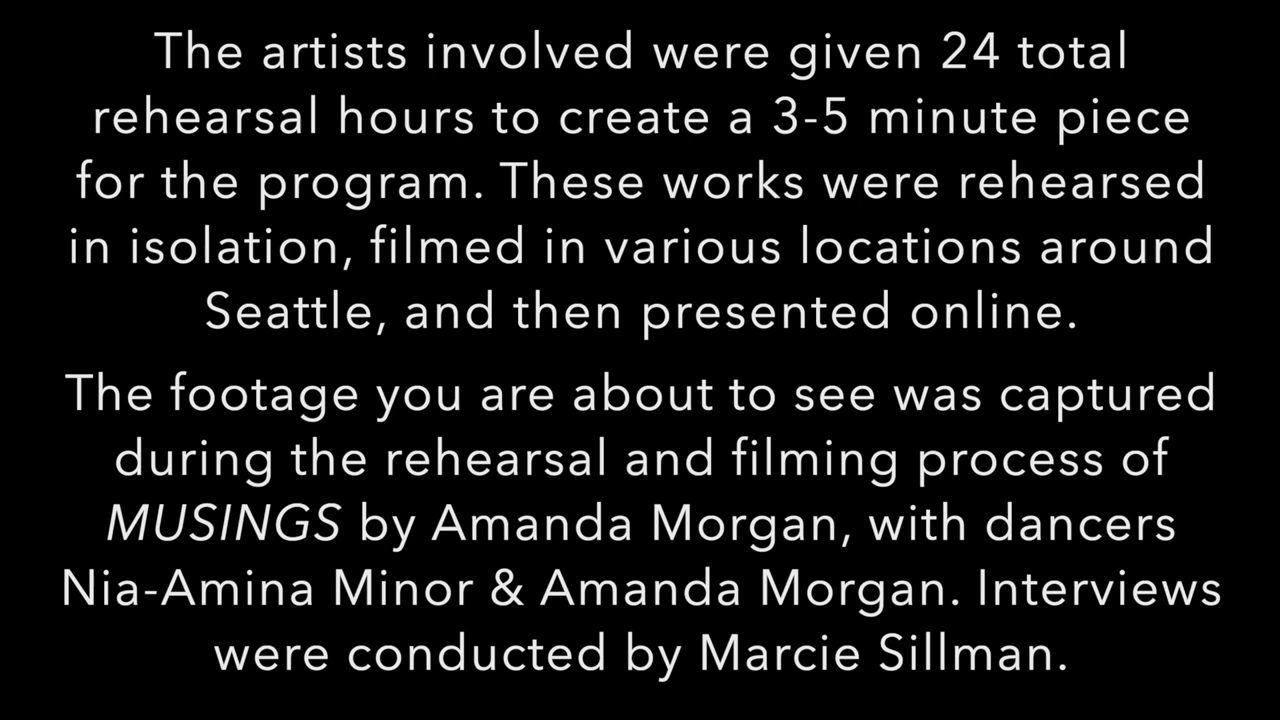 The artists involved were given 24 total
rehearsal hours to create a 3-5 minute piece
for the program. These works were rehearsed
in isolation, filmed in various locations around
Seattle, and then presented online.
The footage you are about to see was captured
during the rehearsal and filming process of
MUSINGS by Amanda Morgan, with dancers
Nia-Amina Minor & Amanda Morgan. Interviews
were conducted by Marcie Sillman.